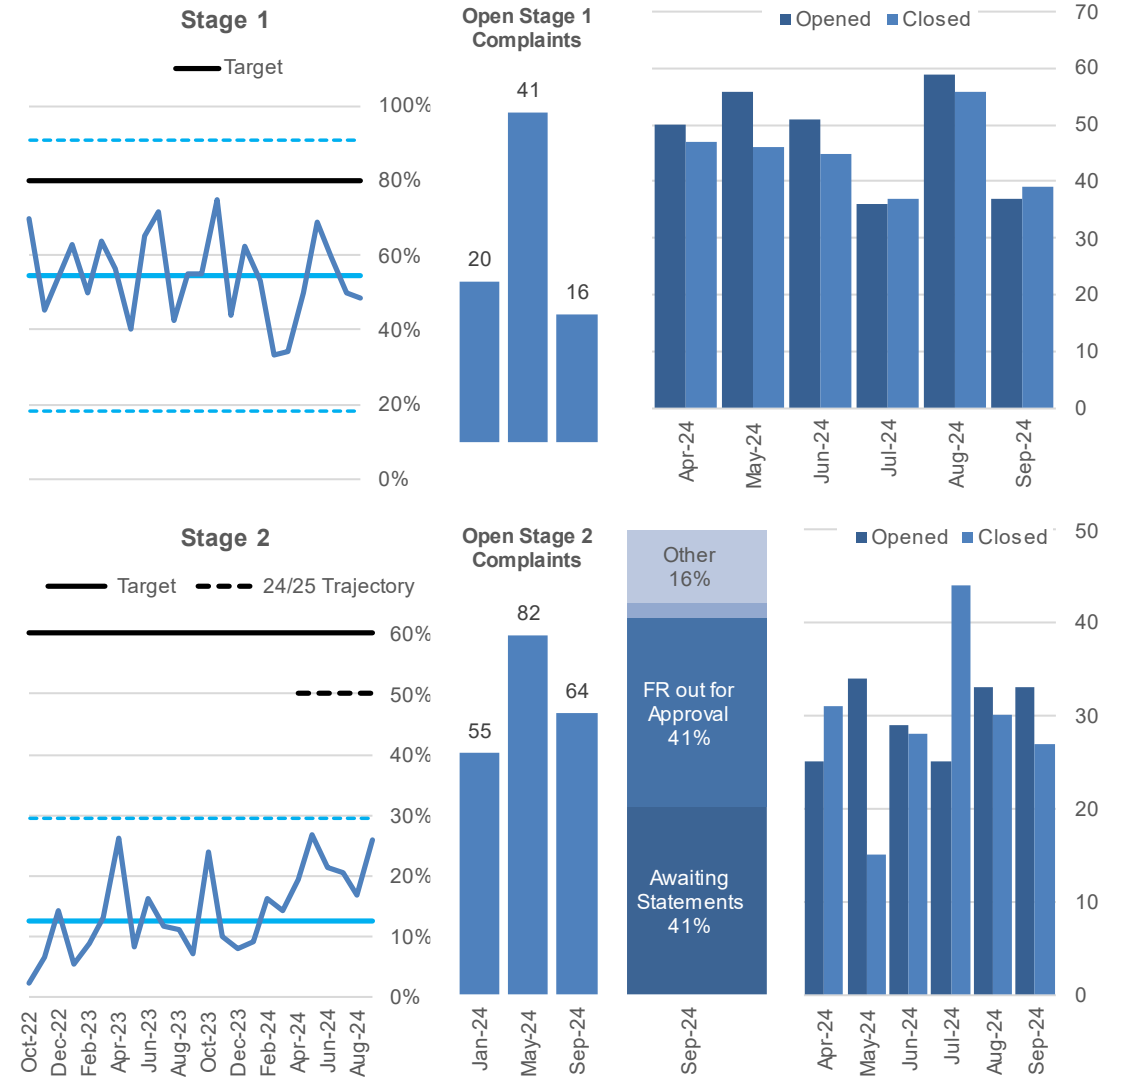 Stage 1
Target
100%
80%
60%
40%
20%
0%
Open Stage 1
Complaints
20
41
16
Opened Closed
70
60
50
40
30
20
10
0
Apr-24
May-24
Jun-24
Jul-24
Aug-24
Sep-24
Stage 2
Target 24/25 Trajectory
60%
50%
40%
30%
20%
10%
0%
Oct-22
Dec-22
Feb-23
Apr-23
Jun-23
Aug-23
Oct-23
Dec-23
Feb-24
Apr-24
Jun-24
Aug-24
Open Stage 2
Complaints
55
82
64
Jan-24
May-24
Sep-24
Other
16%
FR out for
Approval
41%
Awaiting
Statements
41%
Sep-24
Opened Closed
50
40
30
20
10
0
Apr-24
May-24
Jun-24
Jul-24
Aug-24
Sep-24